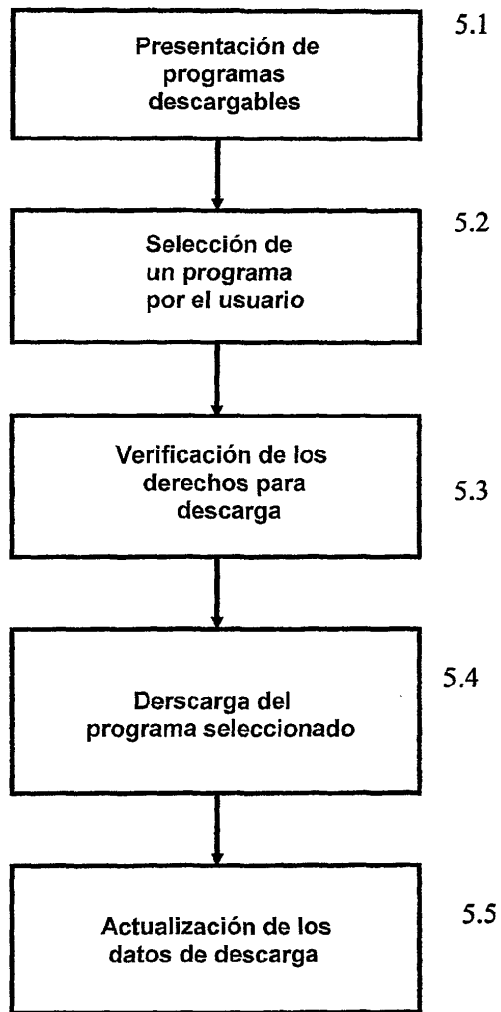 5.1
Presentación de
programas
descargables
5.2
Selección de
un programa
por el usuario
Verificación de los
derechos para
descarga
5.3
5.4
Derscarga del
programa seleccionado
5.5
Actualización de los
datos de descarga